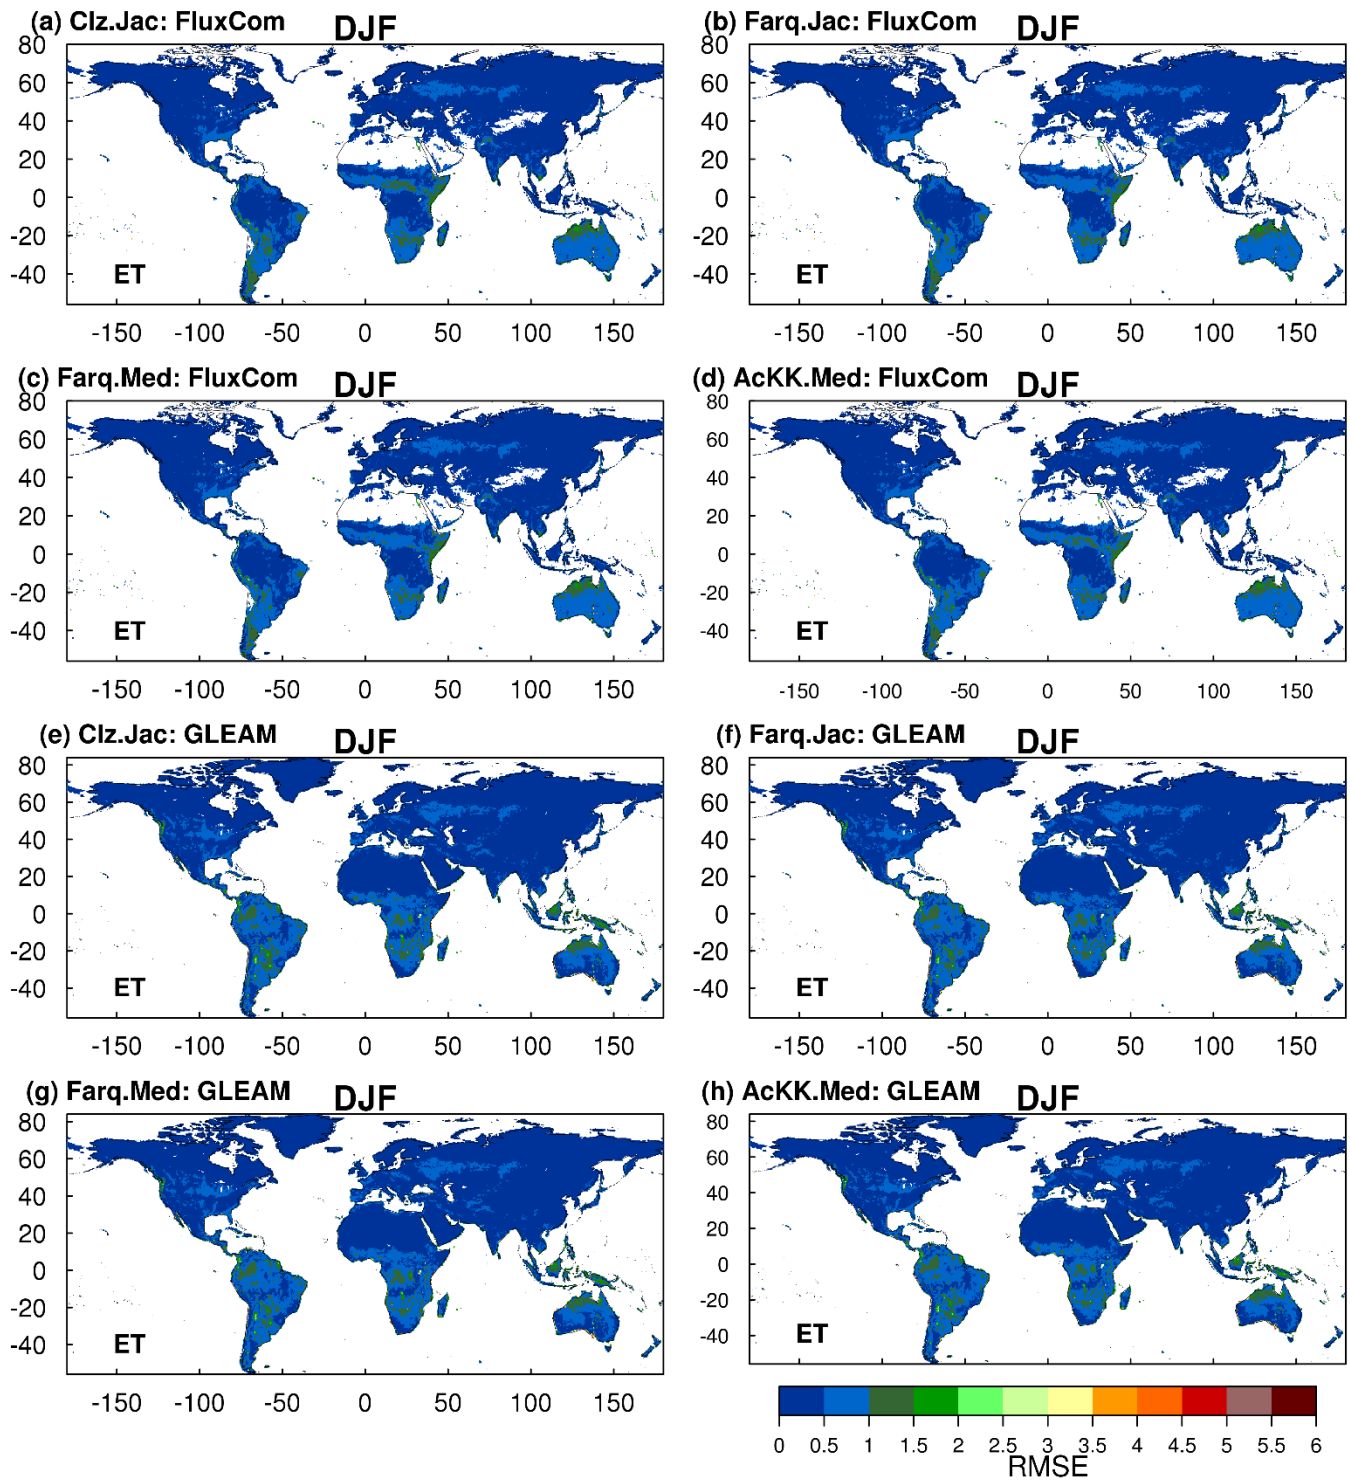 (a) Clz.Jac: FluxCom DJF
80
60
40
20
0
-20
-40
ET
-150 -100 -50 0 50 100 150
(b) Farq.Jac: FluxCom DJF
80
60
40
20
0
-20
-40
ET
-150 -100 -50 0 50 100 150
(c) Farq.Med: FluxCom DJF
80
60
40
20
0
-20
-40
ET
-150 -100 -50 0 50 100 150
(d) AcKK.Med: FluxCom DJF
80
60
40
20
0
-20
-40
ET
-150 -100 -50 0 50 100 150
(e) Clz.Jac: GLEAM DJF
80
60
40
20
0
-20
-40
ET
-150 -100 -50 0 50 100 150
(f) Farq.Jac: GLEAM DJF
80
60
40
20
0
-20
-40
ET
-150 -100 -50 0 50 100 150
(g) Farq.Med: GLEAM DJF
80
60
40
20
0
-20
-40
ET
-150 -100 -50 0 50 100 150
(h) AcKK.Med: GLEAM DJF
80
60
40
20
0
-20
-40
ET
0 0.5 1 1.5 2 2.5 3 3.5 4 4.5 5 5.5 6
RMSE